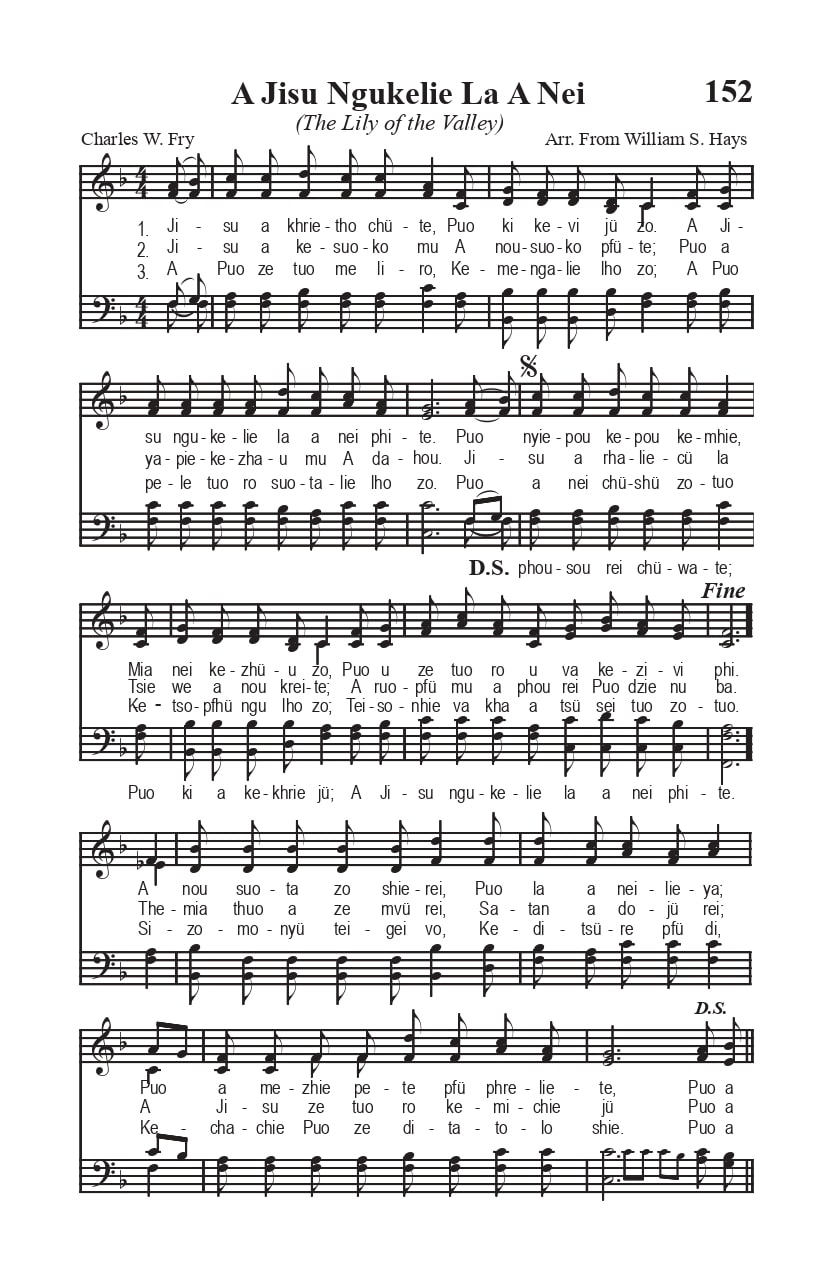 A Jisu Ngukelie La A Nei 152
(The Lily of the Valley)
Charles W. Fry Arr. From William S. Hays
1. Ji - su a khrie-tho chü-te, Puo ki ke-vi jü zo. A Ji-
2. Ji - su a ke-suo-ko mu A nou-suo-ko pfü-te; Puo a
3. A Puo ze tuo me li-ro, Ke-me-nga-lie lho zo; A Puo
su ngu-ke-lie la a nei phi-te. Puo nyie-pou ke-pou ke-mhie,
ya-pie-ke-zha-u mu A da-hou. Ji - su a rha-lie-cü la
pe-le tuo ro suo-ta-lie lho zo. Puo a nei chü-shü zo-tuo
D.S. phou-sou rei chü-wa-te;
Fine
Mia nei ke-zhü-u zo, Puo u ze tuo ro u va ke-zi-vi phi.
Tsie we a nou krei-te; A ruo-pfü mu a phou rei Puo dzie nu ba.
Ke-tso-pfhü ngu lho zo; Tei-so-nhie va kha a tsü sei tuo zo-tuo.
Puo ki a ke-khrie jü; A Ji-su ngu-ke-lie la a nei phi-te.
A nou suo-ta zo shie-rei, Puo la a nei-lie-ya;
The-mia thuo a ze mvü rei, Sa-tan a do-jü rei;
Si-zo-mo-nyü tei-gei vo, Ke-di-tsü-re pfü di,
D.S.
Puo a me-zhie pe-te pfü phre-lie-te, Puo a
A Ji-su ze tuo ro ke-mi-chie jü Puo a
Ke-cha-chie Puo ze di-ta-to-lo shie. Puo a